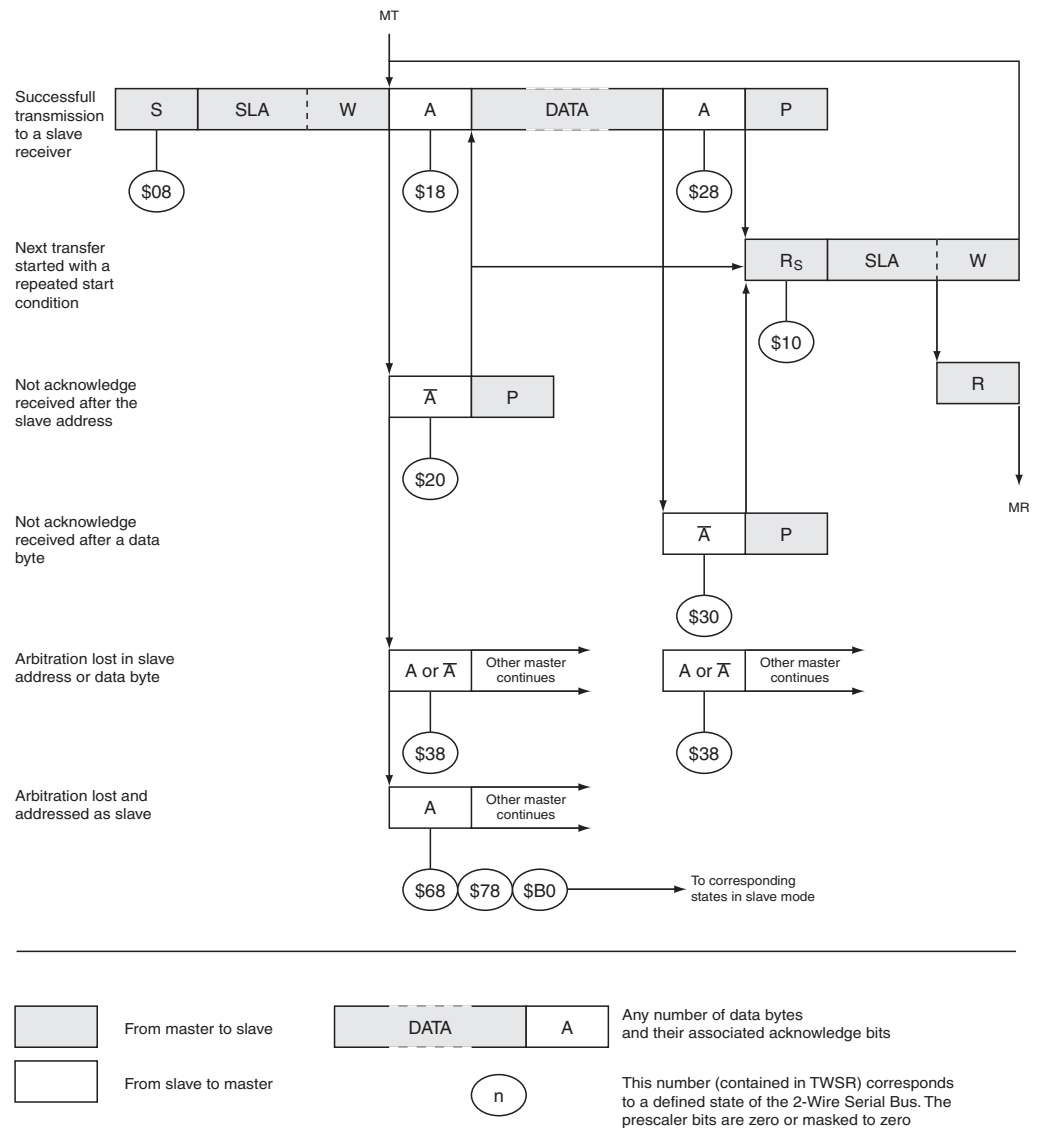 MT
Successfull
transmission
to a slave
receiver
S SLA W A DATA A P
$08 $18 $28
Next transfer
started with a
repeated start
condition
RS SLA W
$10
Not acknowledge
received after the
slave address
A̅ P
R
$20
MR
Not acknowledge
received after a data
byte
A̅ P
$30
Arbitration lost in slave
address or data byte
A or A̅ Other master
continues
A or A̅ Other master
continues
$38 $38
Arbitration lost and
addressed as slave
A Other master
continues
$68 $78 $B0
To corresponding
states in slave mode
From master to slave
DATA A
Any number of data bytes
and their associated acknowledge bits
From slave to master
n
This number (contained in TWSR) corresponds
to a defined state of the 2-Wire Serial Bus. The
prescaler bits are zero or masked to zero